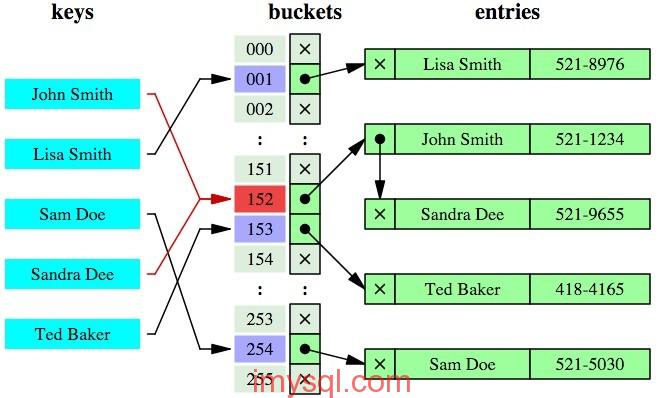 keys buckets entries
000 ×
001 × Lisa Smith 521-8976
John Smith
002 ×
: :
Lisa Smith × John Smith 521-1234
151 ×
152
Sam Doe × Sandra Dee 521-9655
153
154 ×
Sandra Dee
: : × Ted Baker 418-4165
253 ×
Ted Baker
254 × Sam Doe 521-5030
255 ×
imysql.com